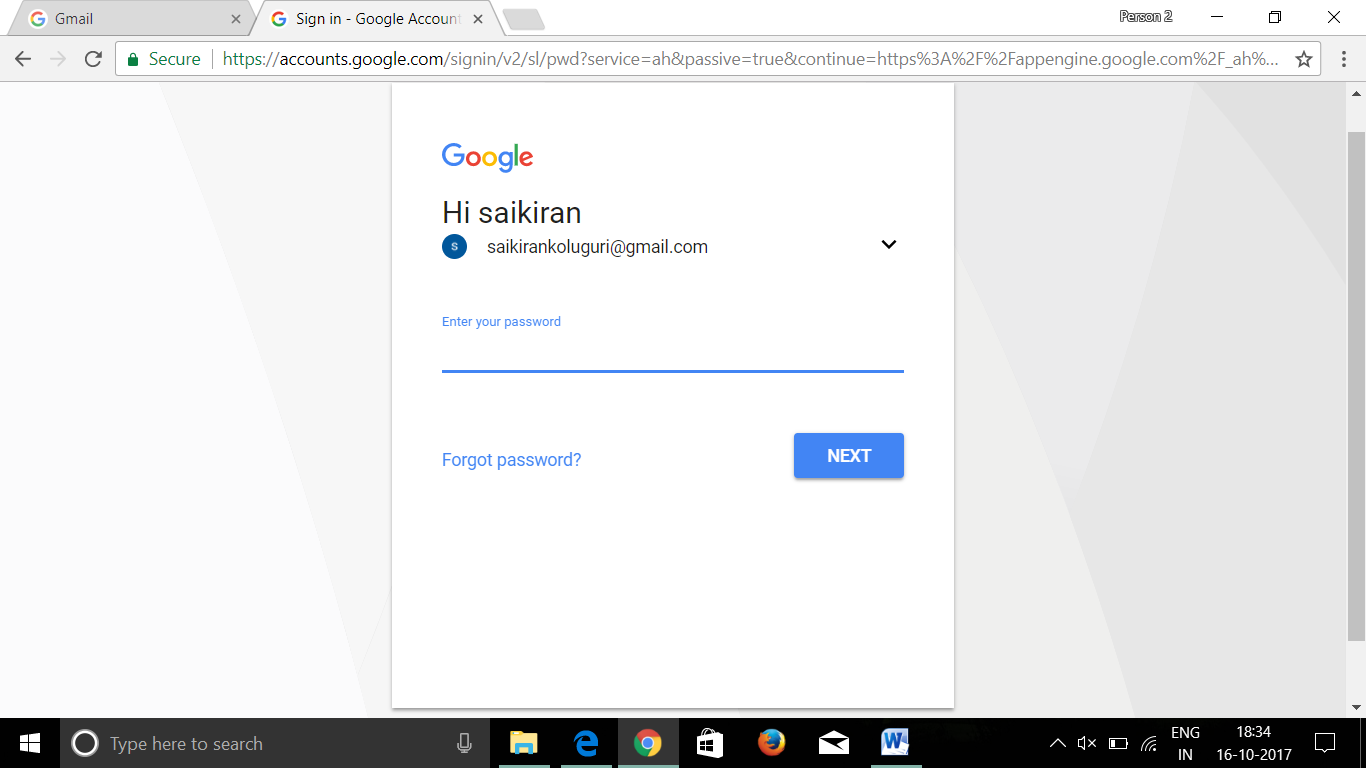 Gmail
Sign in - Google Account
Person 2
Secure
https://accounts.google.com/signin/v2/sl/pwd?service=ah&passive=true&continue=https%3A%2F%2Fappengine.google.com%2F_ah%...
Google
Hi saikiran
S
saikirankoluguri@gmail.com
Enter your password
Forgot password?
NEXT
Type here to search
ENG
IN
18:34
16-10-2017